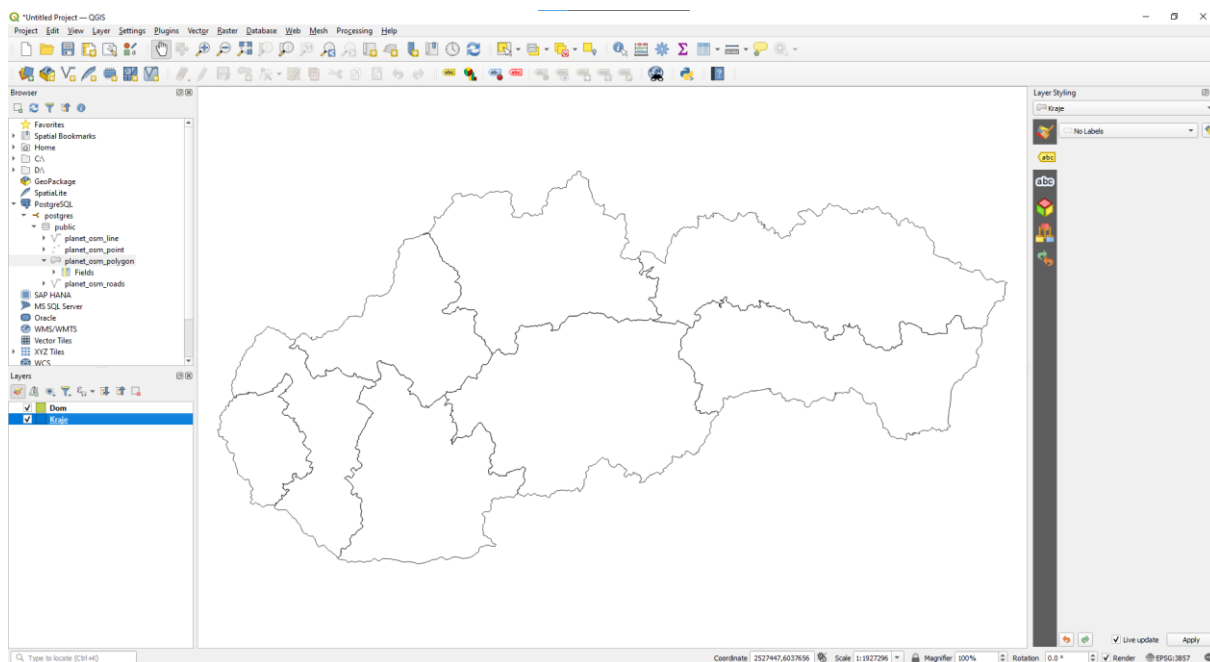 *Untitled Project — QGIS
Project Edit View Layer Settings Plugins Vector Raster Database Web Mesh Processing Help
abc
abc
Browser
Favorites
Spatial Bookmarks
Home
C:\
D:\
GeoPackage
SpatiaLite
PostgreSQL
postgres
public
planet_osm_line
planet_osm_point
planet_osm_polygon
Fields
planet_osm_roads
SAP HANA
MS SQL Server
Oracle
WMS/WMTS
Vector Tiles
XYZ Tiles
WCS
Layers
Dom
Kraje
Layer Styling
Kraje
No Labels
abc
abc
Live update Apply
Type to locate (Ctrl+K)
Coordinate 2527447,6037656 Scale 1:1927296 Magnifier 100% Rotation 0.0 ° Render EPSG:3857